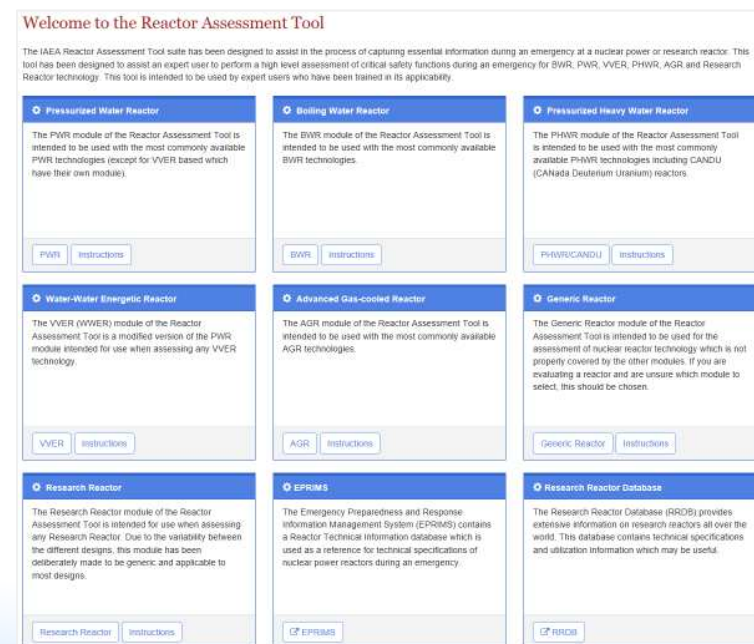 Welcome to the Reactor Assessment Tool
The IAEA Reactor Assessment Tool suite has been designed to assist in the process of capturing essential information during an emergency at a nuclear power or research reactor. This
tool has been designed to assist an expert user to perform a high level assessment of critical safety functions during an emergency for BWR, PWR, VVER, PHWR, AGR and Research
Reactor technology. This tool is intended to be used by expert users who have been trained in its applicability.
Pressurized Water Reactor
The PWR module of the Reactor Assessment Tool is
intended to be used with the most commonly available
PWR technologies (except for VVER based which
have their own module).
PWR Instructions
Boiling Water Reactor
The BWR module of the Reactor Assessment Tool is
intended to be used with the most commonly available
BWR technologies.
BWR Instructions
Pressurized Heavy Water Reactor
The PHWR module of the Reactor Assessment Tool
is intended to be used with the most commonly
available PHWR technologies including CANDU
(CANada Deuterium Uranium) reactors.
PHWR/CANDU Instructions
Water-Water Energetic Reactor
The VVER (WWER) module of the Reactor
Assessment Tool is a modified version of the PWR
module intended for use when assessing any VVER
technology.
VVER Instructions
Advanced Gas-cooled Reactor
The AGR module of the Reactor Assessment Tool is
intended to be used with the most commonly available
AGR technologies.
AGR Instructions
Generic Reactor
The Generic Reactor module of the Reactor
Assessment Tool is intended to be used for the
assessment of nuclear reactor technology which is not
properly covered by the other modules. If you are
evaluating a reactor and are unsure which module to
select, this should be chosen.
Generic Reactor Instructions
Research Reactor
The Research Reactor module of the Reactor
Assessment Tool is intended for use when assessing
any Research Reactor. Due to the variability between
the different designs, this module has been
deliberately made to be generic and applicable to
most designs.
Research Reactor Instructions
EPRIMS
The Emergency Preparedness and Response
Information Management System (EPRIMS) contains
a Reactor Technical Information database which is
used as a reference for technical specifications of
nuclear power reactors during an emergency.
EPRIMS
Research Reactor Database
The Research Reactor Database (RRDB) provides
extensive information on research reactors all over the
world. This database contains technical specifications
and utilization information which may be useful.
RRDB